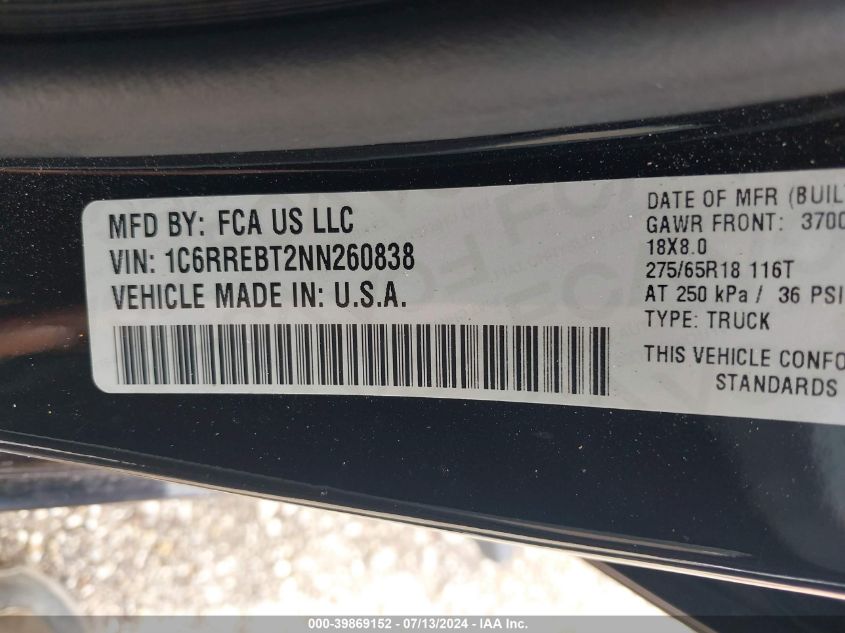 MFD BY: FCA US LLC
VIN: 1C6RREBT2NN260838
VEHICLE MADE IN: U.S.A.
DATE OF MFR (BUIL
GAWR FRONT: 3700
18X8.0
275/65R18 116T
AT 250 kPa / 36 PSI
TYPE: TRUCK
THIS VEHICLE CONFO
STANDARDS
000-39869152 - 07/13/2024 - IAA Inc.